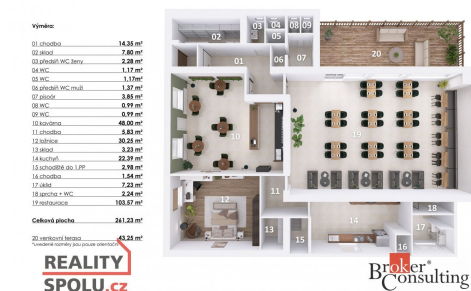 Výměra:
01 chodba 14,35 m²
02 sklad 7,80 m²
03 předsíň WC ženy 2,28 m²
04 WC 1,17 m²
05 WC 1,17 m²
06 předsíň WC muži 1,37 m²
07 pisoár 3,85 m²
08 WC 0,99 m²
09 WC 0,99 m²
10 kavárna 48,00 m²
11 chodba 5,83 m²
12 ložnice 30,25 m²
13 sklad 3,23 m²
14 kuchyň 22,39 m²
15 schodiště do 1.PP 2,98 m²
16 chodba 1,54 m²
17 úklid 7,23 m²
18 sprcha + WC 2,24 m²
19 restaurace 103,57 m²
Celková plocha 261,23 m²
20 venkovní terasa 43,25 m²
*uvedené rozměry jsou pouze orientační
REALITY
SPOLU.cz
02
03
01
06
07
20
10
19
11
12
13
14
15
16
18
Broker
Consulting